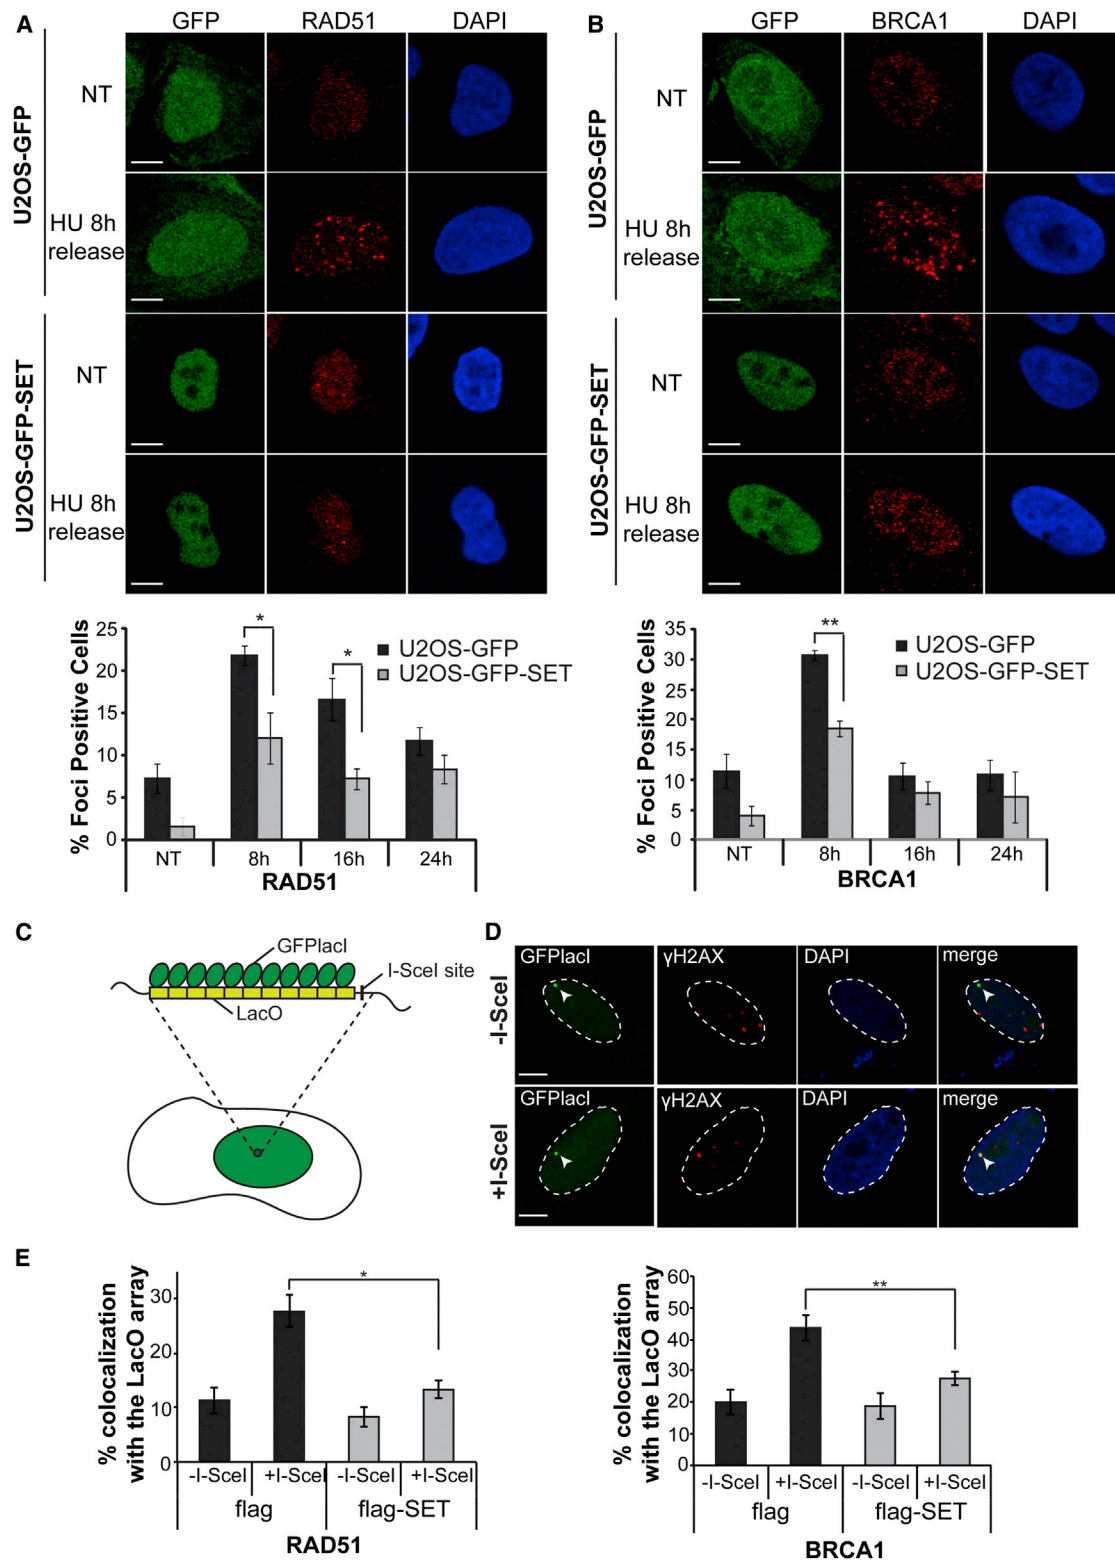 A
GFP RAD51 DAPI
U2OS-GFP
NT
HU 8h
release
U2OS-GFP-SET
NT
HU 8h
release
% Foci Positive Cells
25
20
15
10
5
0
*
*
U2OS-GFP
U2OS-GFP-SET
NT 8h 16h 24h
RAD51
B
GFP BRCA1 DAPI
U2OS-GFP
NT
HU 8h
release
U2OS-GFP-SET
NT
HU 8h
release
% Foci Positive Cells
35
30
25
20
15
10
5
0
**
U2OS-GFP
U2OS-GFP-SET
NT 8h 16h 24h
BRCA1
C
GFPlacI
I-SceI site
LacO
D
GFPlacI γH2AX DAPI merge
-I-SceI
GFPlacI γH2AX DAPI merge
+I-SceI
E
% colocalization
with the LacO array
30
20
10
0
*
-I-SceI +I-SceI -I-SceI +I-SceI
flag flag-SET
RAD51
% colocalization
with the LacO array
60
50
40
30
20
10
0
**
-I-SceI +I-SceI -I-SceI +I-SceI
flag flag-SET
BRCA1